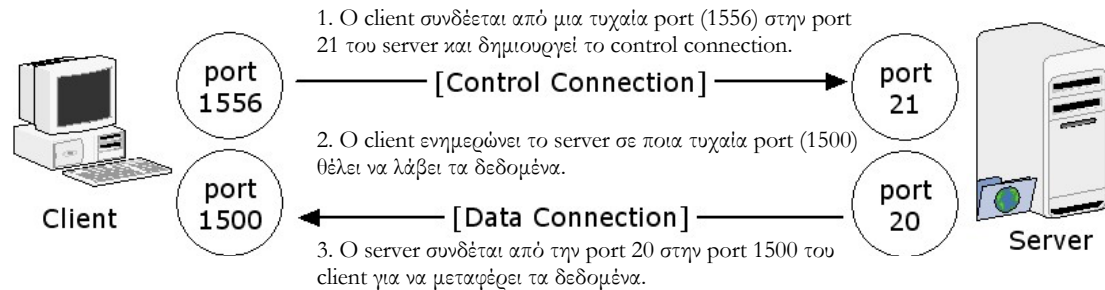 1. Ο client συνδέεται από μια τυχαία port (1556) στην port
21 του server και δημιουργεί το control connection.
port
1556
[Control Connection]
port
21
2. Ο client ενημερώνει το server σε ποια τυχαία port (1500)
θέλει να λάβει τα δεδομένα.
port
1500
[Data Connection]
port
20
Client
Server
3. Ο server συνδέται από την port 20 στην port 1500 του
client για να μεταφέρει τα δεδομένα.